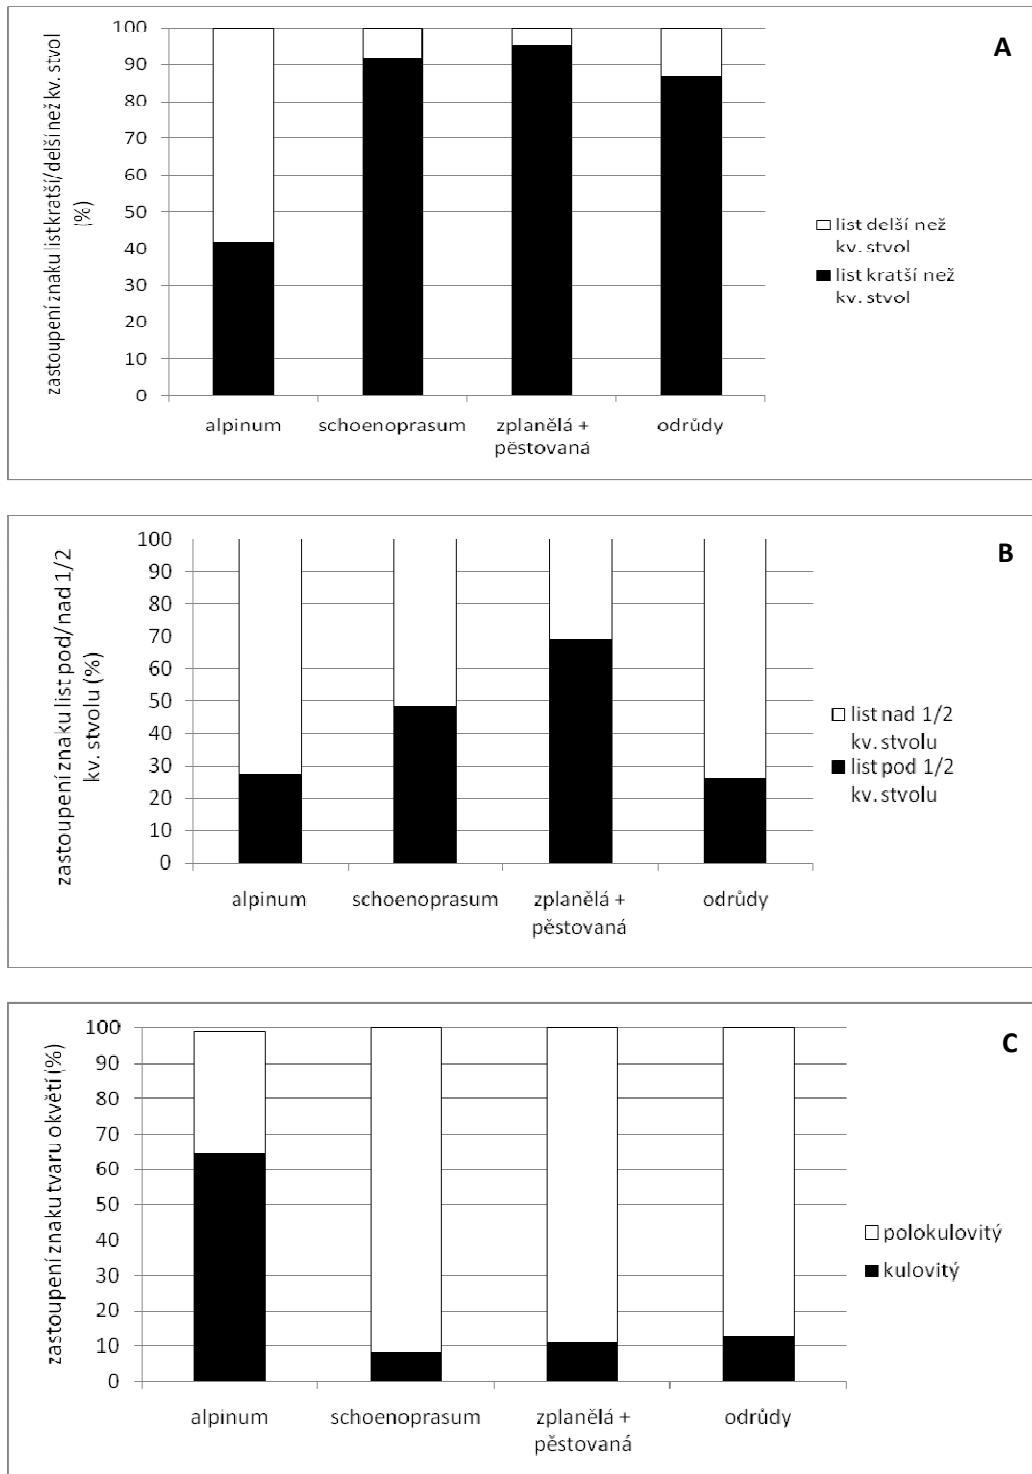 A
zastoupení znaku list kratší/delší než kv. stvol
(%)
100
90
80
70
60
50
40
30
20
10
0
alpinum
schoenoprasum
zplanělá +
pěstovaná
odrůdy
list delší než
kv. stvol
list kratší než
kv. stvol
B
zastoupení znaku list pod/nad 1/2
kv. stvolu (%)
100
90
80
70
60
50
40
30
20
10
0
alpinum
schoenoprasum
zplanělá +
pěstovaná
odrůdy
list nad 1/2
kv. stvolu
list pod 1/2
kv. stvolu
C
zastoupení znaku tvaru okvětí (%)
100
90
80
70
60
50
40
30
20
10
0
alpinum
schoenoprasum
zplanělá +
pěstovaná
odrůdy
polokulovitý
kulovitý